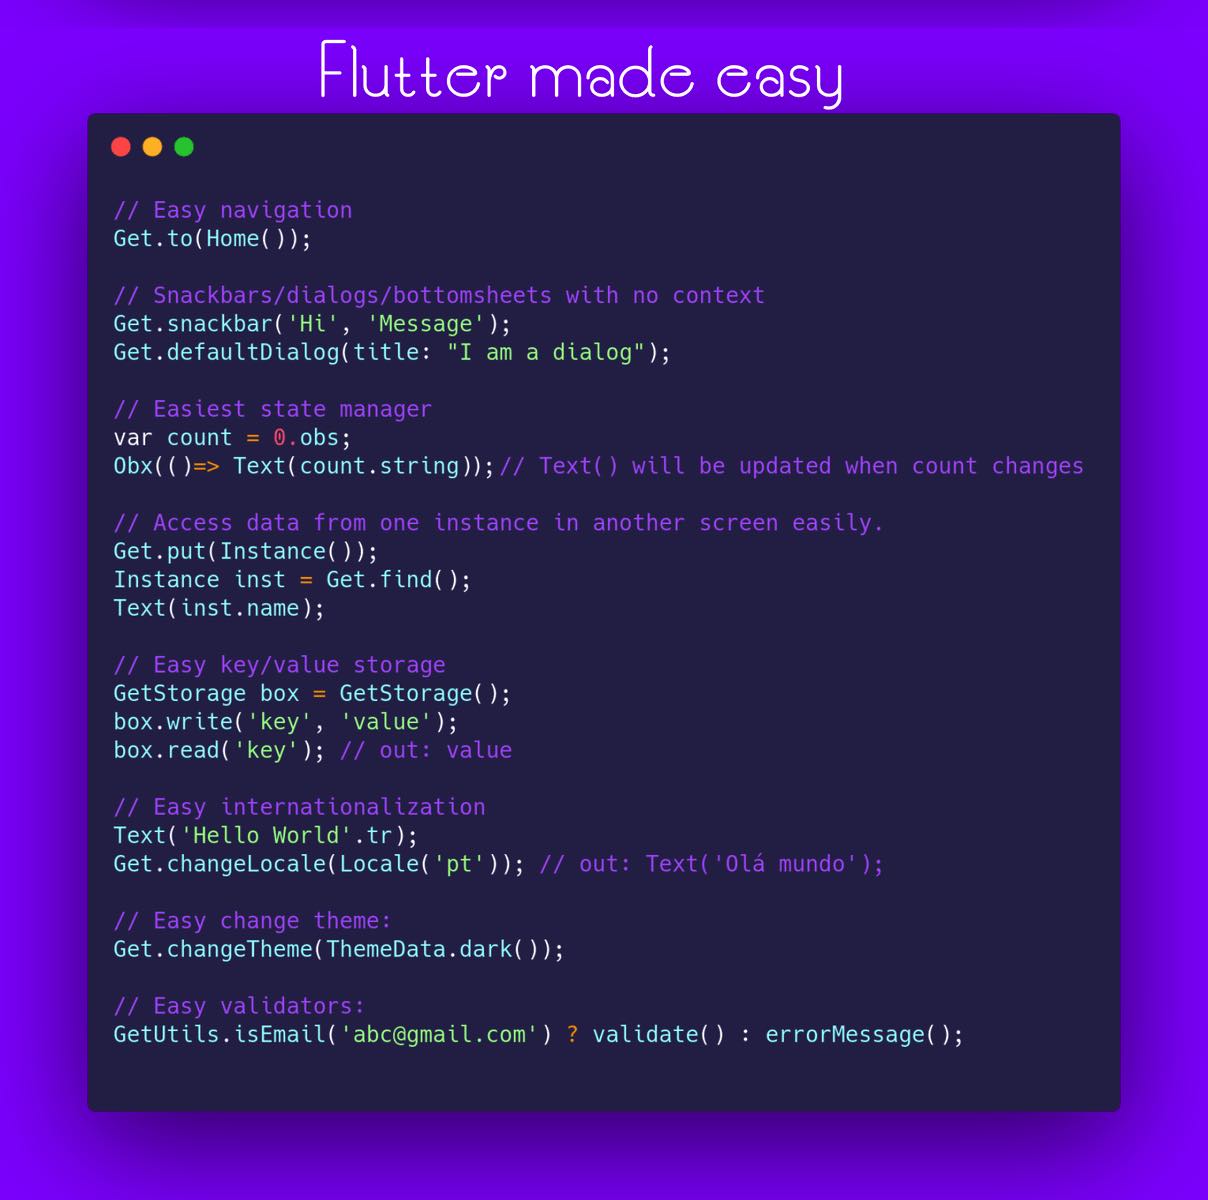 Flutter made easy
// Easy navigation
Get.to(Home());
// Snackbars/dialogs/bottomsheets with no context
Get.snackbar('Hi', 'Message');
Get.defaultDialog(title: "I am a dialog");
// Easiest state manager
var count = 0.obs;
Obx(()=> Text(count.string)); // Text() will be updated when count changes
// Access data from one instance in another screen easily.
Get.put(Instance());
Instance inst = Get.find();
Text(inst.name);
// Easy key/value storage
GetStorage box = GetStorage();
box.write('key', 'value');
box.read('key'); // out: value
// Easy internationalization
Text('Hello World'.tr);
Get.changeLocale(Locale('pt')); // out: Text('Olá mundo');
// Easy change theme:
Get.changeTheme(ThemeData.dark());
// Easy validators:
GetUtils.isEmail('abc@gmail.com') ? validate() : errorMessage();